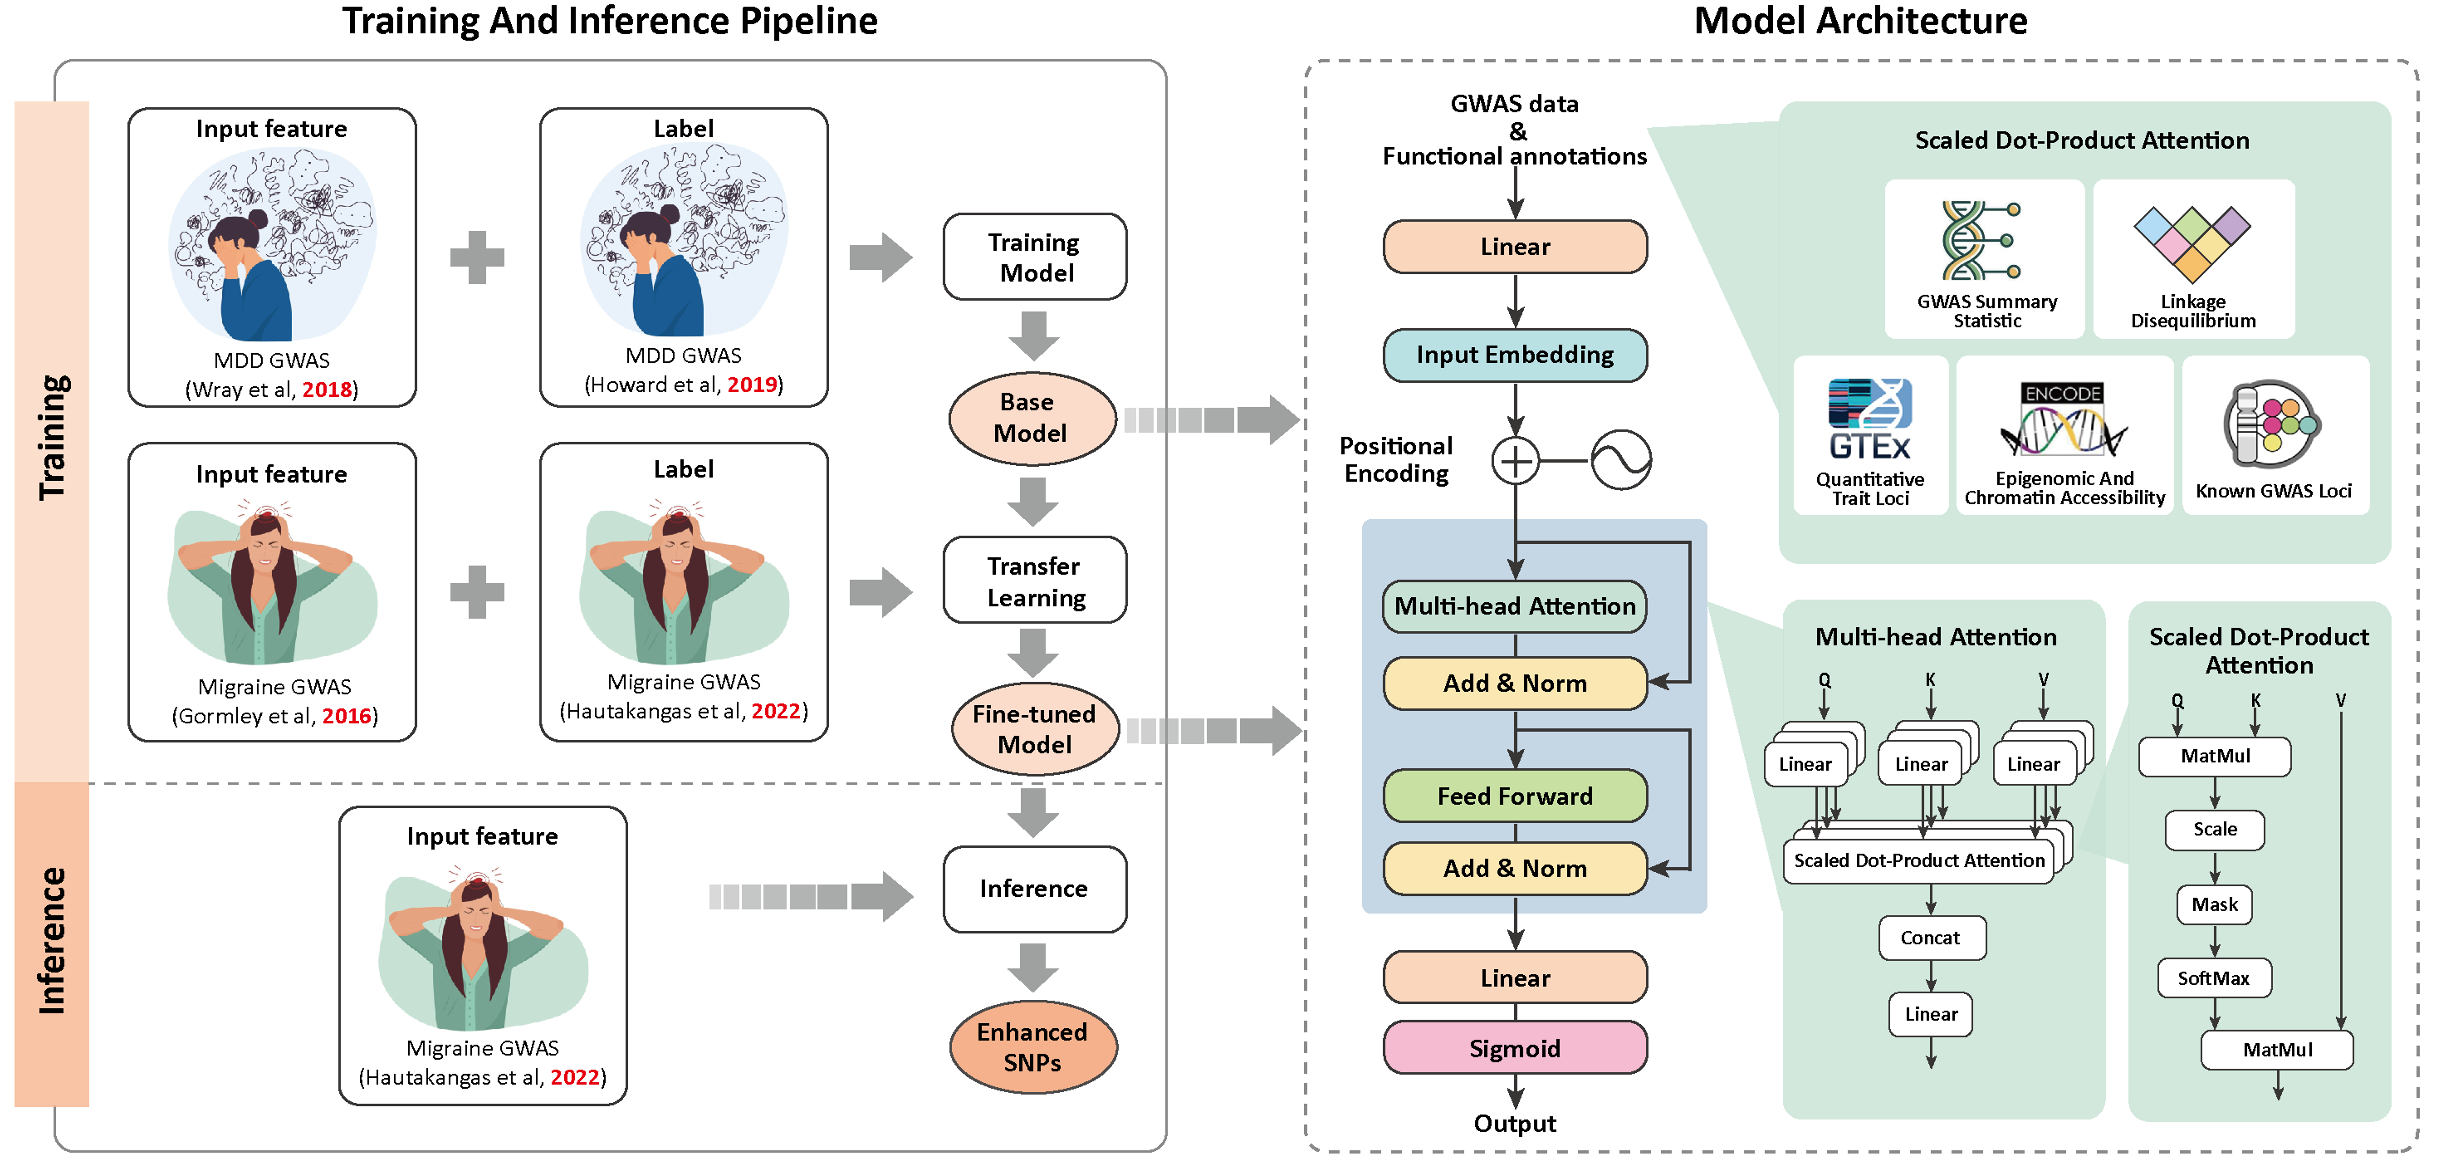 Training And Inference Pipeline
Training
Input feature
MDD GWAS
(Wray et al, 2018)
Label
MDD GWAS
(Howard et al, 2019)
Training
Model
Base
Model
Input feature
Migraine GWAS
(Gormley et al, 2016)
Label
Migraine GWAS
(Hautakangas et al, 2022)
Transfer
Learning
Fine-tuned
Model
Inference
Input feature
Migraine GWAS
(Hautakangas et al, 2022)
Inference
Enhanced
SNPs
Model Architecture
GWAS data
&
Functional annotations
Linear
Input Embedding
Positional
Encoding
Multi-head Attention
Add & Norm
Feed Forward
Add & Norm
Linear
Sigmoid
Output
Scaled Dot-Product Attention
GWAS Summary
Statistic
Linkage
Disequilibrium
GTEx
Quantitative
Trait Loci
ENCODE
Epigenomic And
Chromatin Accessibility
Known GWAS Loci
Multi-head Attention
Q K V
Linear Linear Linear
Scaled Dot-Product Attention
Concat
Linear
Scaled Dot-Product
Attention
Q K V
MatMul
Scale
Mask
SoftMax
MatMul